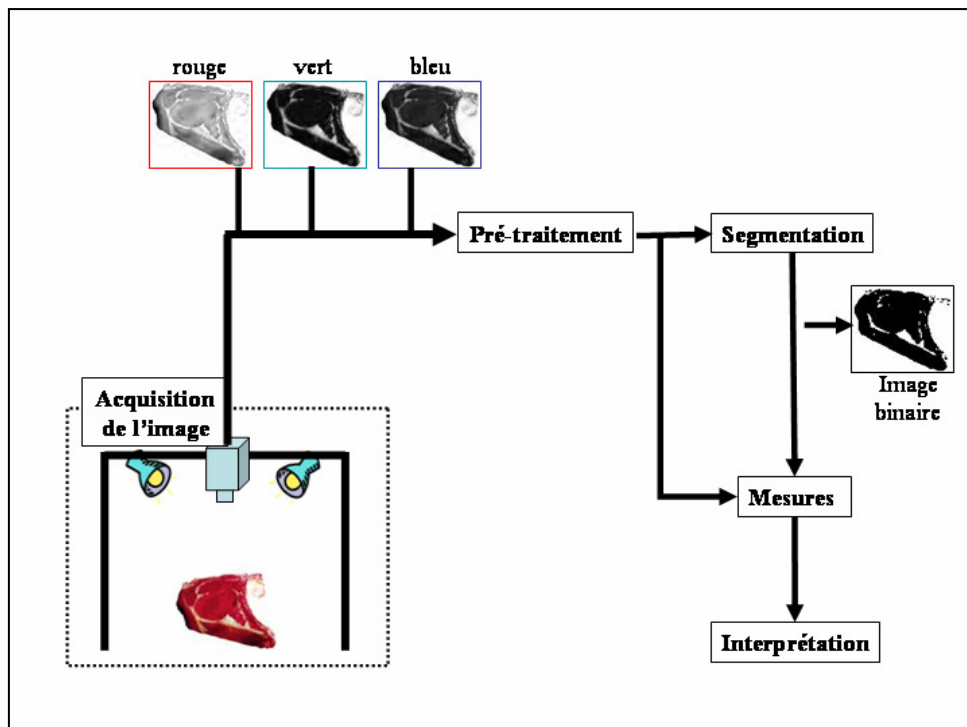 rouge
vert
bleu
Pré-traitement
Segmentation
Image
binaire
Acquisition
de l'image
Mesures
Interprétation